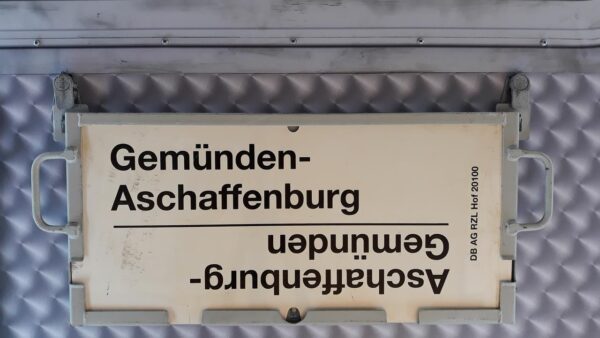 Gemünden-
Aschaffenburg
Aschaffenburg-
Gemünden
DB AG RZL Hof 20100